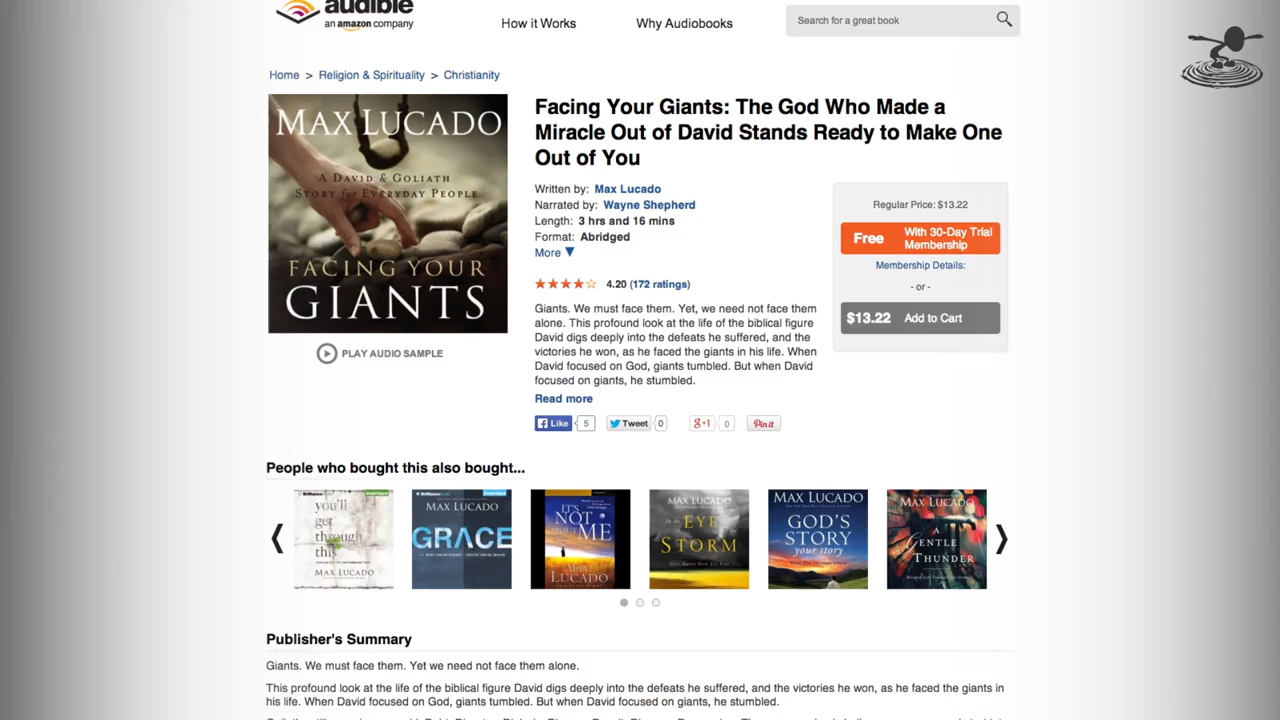 audible
an amazon company
How it Works
Why Audiobooks
Search for a great book
Home > Religion & Spirituality > Christianity
MAX LUCADO
A DAVID & GOLIATH
STORY for EVERYDAY PEOPLE
FACING YOUR
GIANTS
PLAY AUDIO SAMPLE
Facing Your Giants: The God Who Made a
Miracle Out of David Stands Ready to Make One
Out of You
Written by: Max Lucado
Narrated by: Wayne Shepherd
Length: 3 hrs and 16 mins
Format: Abridged
More
4.20 (172 ratings)
Giants. We must face them. Yet, we need not face them
alone. This profound look at the life of the biblical figure
David digs deeply into the defeats he suffered, and the
victories he won, as he faced the giants in his life. When
David focused on God, giants tumbled. But when David
focused on giants, he stumbled.
Read more
Like 5 Tweet 0 g+1 0 Pin it
Regular Price: $13.22
Free With 30-Day Trial
Membership
Membership Details:
- or -
$13.22 Add to Cart
People who bought this also bought...
you'll
get
through
this
MAX LUCADO
MAX LUCADO
GRACE
IT'S
NOT
ABOUT
ME
MAX
LUCADO
MAX LUCADO
In the EYE of the
STORM
MAX LUCADO
GOD'S
STORY
your story
MAX LUCADO
A
GENTLE
THUNDER
Publisher's Summary
Giants. We must face them. Yet we need not face them alone.
This profound look at the life of the biblical figure David digs deeply into the defeats he suffered, and the victories he won, as he faced the giants in
his life. When David focused on God, giants tumbled. But when David focused on giants, he stumbled.